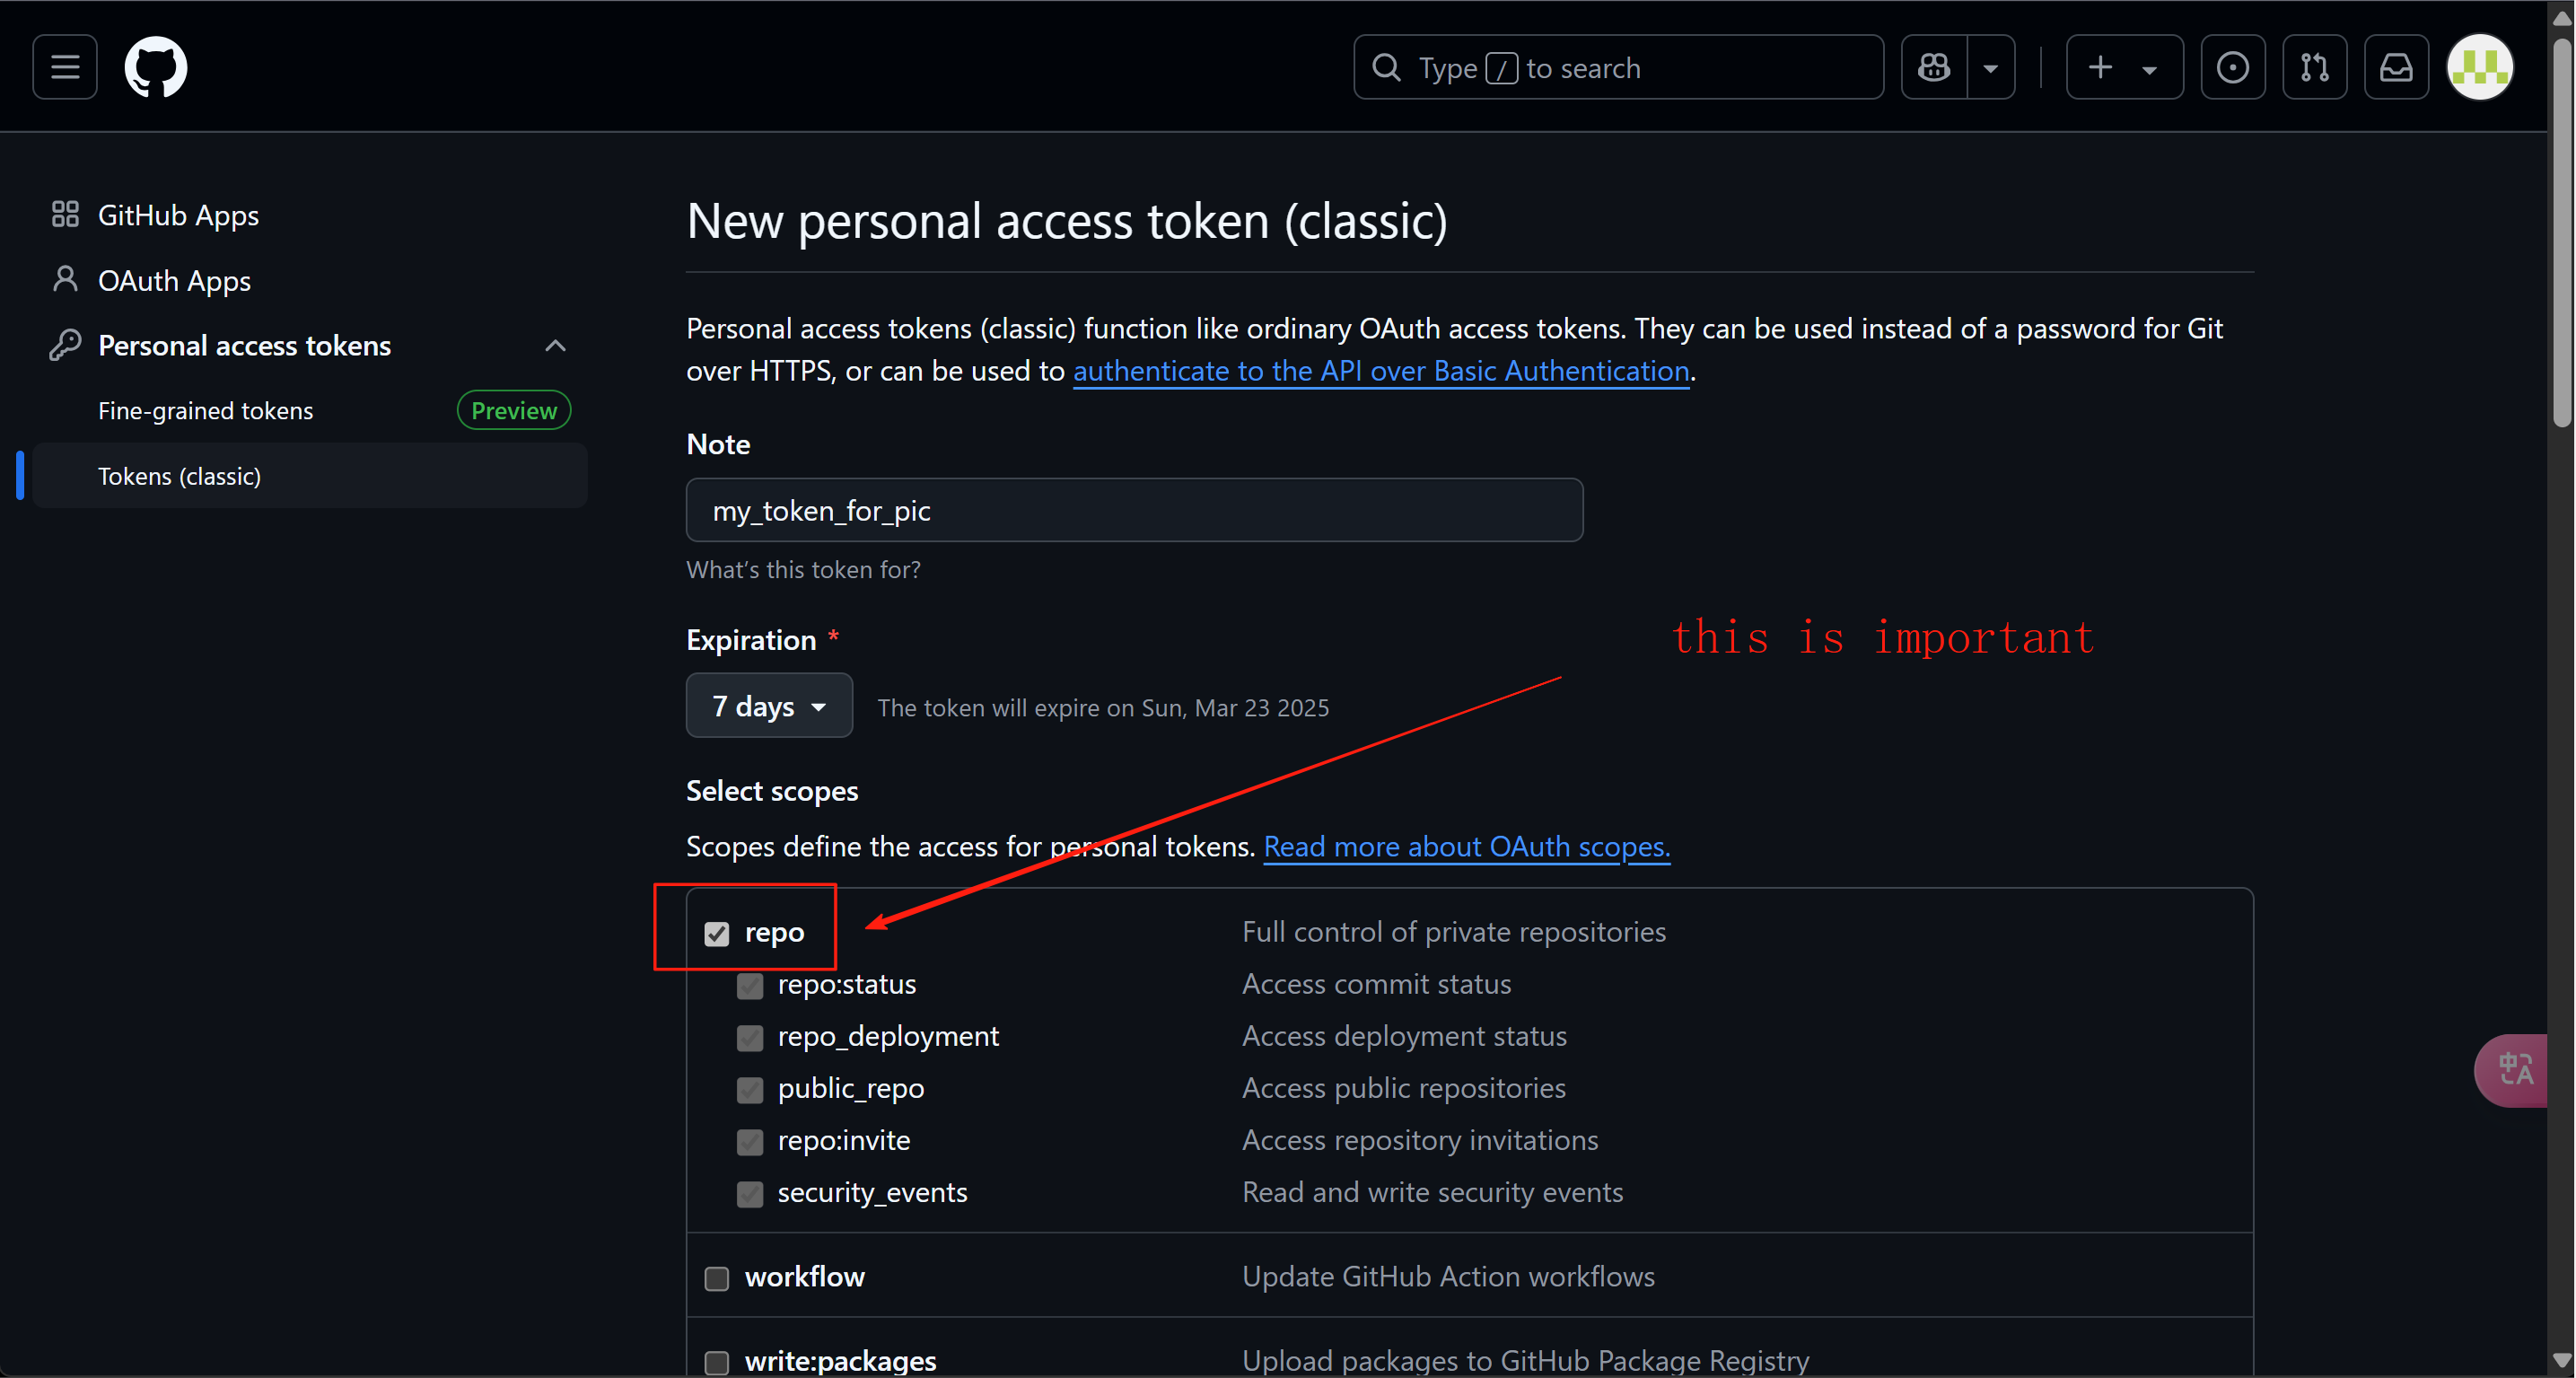 Type / to search
GitHub Apps
OAuth Apps
Personal access tokens
Fine-grained tokens Preview
Tokens (classic)
New personal access token (classic)
Personal access tokens (classic) function like ordinary OAuth access tokens. They can be used instead of a password for Git
over HTTPS, or can be used to authenticate to the API over Basic Authentication.
Note
my_token_for_pic
What's this token for?
this is important
Expiration *
7 days The token will expire on Sun, Mar 23 2025
Select scopes
Scopes define the access for personal tokens. Read more about OAuth scopes.
repo Full control of private repositories
repo:status Access commit status
repo_deployment Access deployment status
public_repo Access public repositories
repo:invite Access repository invitations
security_events Read and write security events
workflow Update GitHub Action workflows
write:packages Upload packages to GitHub Package Registry
中A